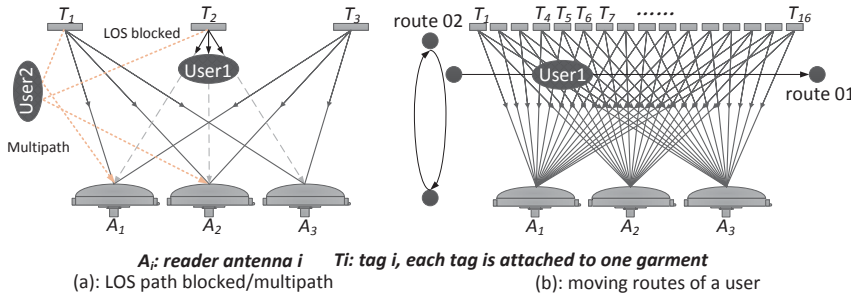 T1 T2 T3
LOS blocked
User1
User2
Multipath
A1 A2 A3
route 02
T1 T4 T5 T6 T7 ...... T16
User1
route 01
A1 A2 A3
Ai: reader antenna i Ti: tag i, each tag is attached to one garment
(a): LOS path blocked/multipath (b): moving routes of a user